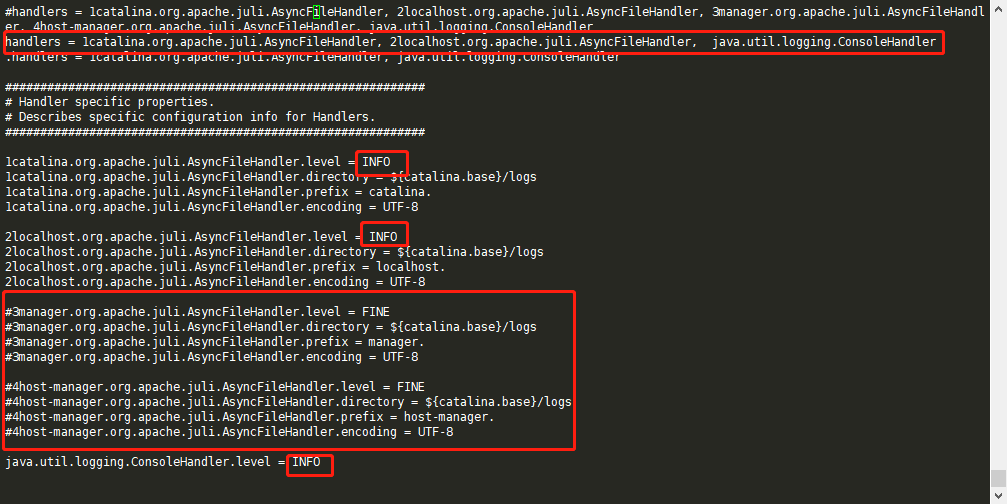 #handlers = 1catalina.org.apache.juli.AsyncFileHandler, 2localhost.org.apache.juli.AsyncFileHandler, 3manager.org.apache.juli.AsyncFileHandl
er, 4host-manager.org.apache.juli.AsyncFileHandler, java.util.logging.ConsoleHandler
handlers = 1catalina.org.apache.juli.AsyncFileHandler, 2localhost.org.apache.juli.AsyncFileHandler,  java.util.logging.ConsoleHandler
.handlers = 1catalina.org.apache.juli.AsyncFileHandler, java.util.logging.ConsoleHandler
############################################################
# Handler specific properties.
# Describes specific configuration info for Handlers.
############################################################
1catalina.org.apache.juli.AsyncFileHandler.level = INFO
1catalina.org.apache.juli.AsyncFileHandler.directory = ${catalina.base}/logs
1catalina.org.apache.juli.AsyncFileHandler.prefix = catalina.
1catalina.org.apache.juli.AsyncFileHandler.encoding = UTF-8
2localhost.org.apache.juli.AsyncFileHandler.level = INFO
2localhost.org.apache.juli.AsyncFileHandler.directory = ${catalina.base}/logs
2localhost.org.apache.juli.AsyncFileHandler.prefix = localhost.
2localhost.org.apache.juli.AsyncFileHandler.encoding = UTF-8
#3manager.org.apache.juli.AsyncFileHandler.level = FINE
#3manager.org.apache.juli.AsyncFileHandler.directory = ${catalina.base}/logs
#3manager.org.apache.juli.AsyncFileHandler.prefix = manager.
#3manager.org.apache.juli.AsyncFileHandler.encoding = UTF-8
#4host-manager.org.apache.juli.AsyncFileHandler.level = FINE
#4host-manager.org.apache.juli.AsyncFileHandler.directory = ${catalina.base}/logs
#4host-manager.org.apache.juli.AsyncFileHandler.prefix = host-manager.
#4host-manager.org.apache.juli.AsyncFileHandler.encoding = UTF-8
java.util.logging.ConsoleHandler.level = INFO